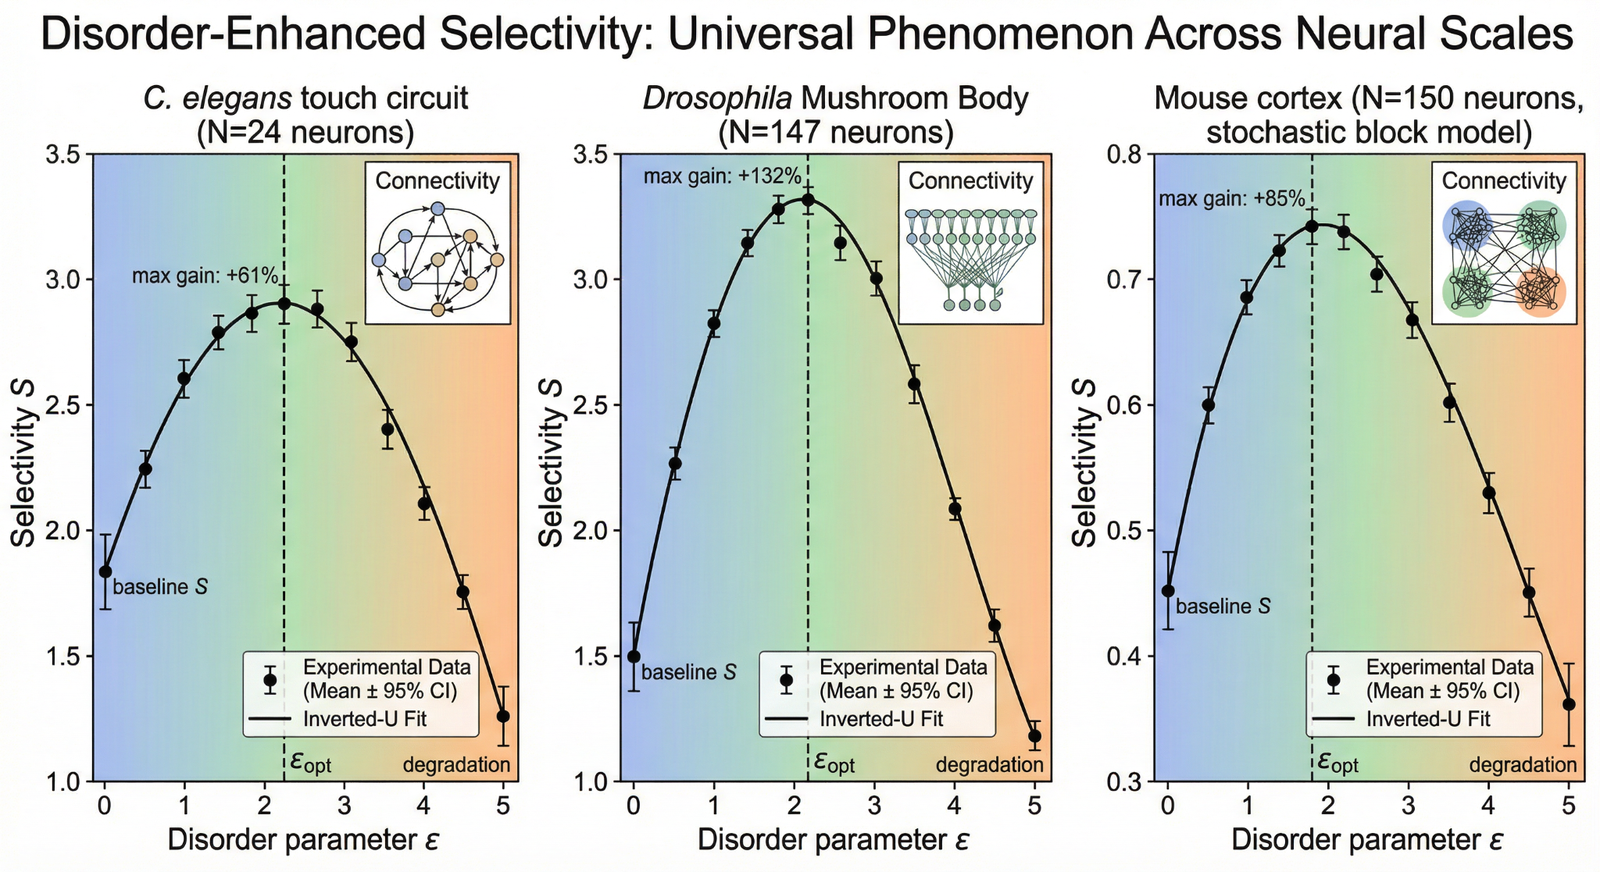 Disorder-Enhanced Selectivity: Universal Phenomenon Across Neural Scales
C. elegans touch circuit
(N=24 neurons)
3.5
3.0
2.5
2.0
1.5
1.0
Selectivity S
max gain: +61%
Connectivity
baseline S
Experimental Data
(Mean ± 95% CI)
Inverted-U Fit
εopt
degradation
0 1 2 3 4 5
Disorder parameter ε
Drosophila Mushroom Body
(N=147 neurons)
3.5
3.0
2.5
2.0
1.5
1.0
Selectivity S
max gain: +132%
Connectivity
baseline S
Experimental Data
(Mean ± 95% CI)
Inverted-U Fit
εopt
degradation
0 1 2 3 4 5
Disorder parameter ε
Mouse cortex (N=150 neurons,
stochastic block model)
0.8
0.7
0.6
0.5
0.4
0.3
Selectivity S
max gain: +85%
Connectivity
baseline S
Experimental Data
(Mean ± 95% CI)
Inverted-U Fit
εopt
degradation
0 1 2 3 4 5
Disorder parameter ε